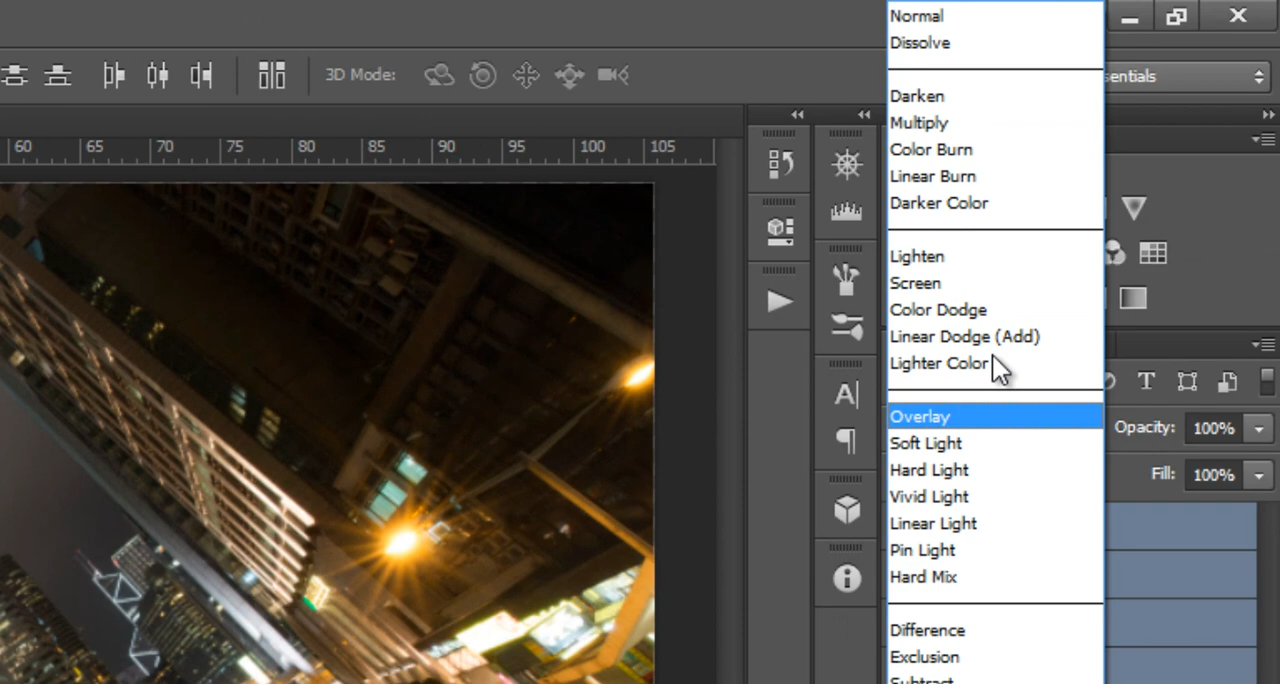 Normal
Dissolve
3D Mode:
sentials
Darken
Multiply
Color Burn
Linear Burn
Darker Color
60 65 70 75 80 85 90 95 100 105
Lighten
Screen
Color Dodge
Linear Dodge (Add)
Lighter Color
Overlay
Opacity: 100%
Soft Light
Hard Light
Fill: 100%
Vivid Light
Linear Light
Pin Light
Hard Mix
Difference
Exclusion
Subtract